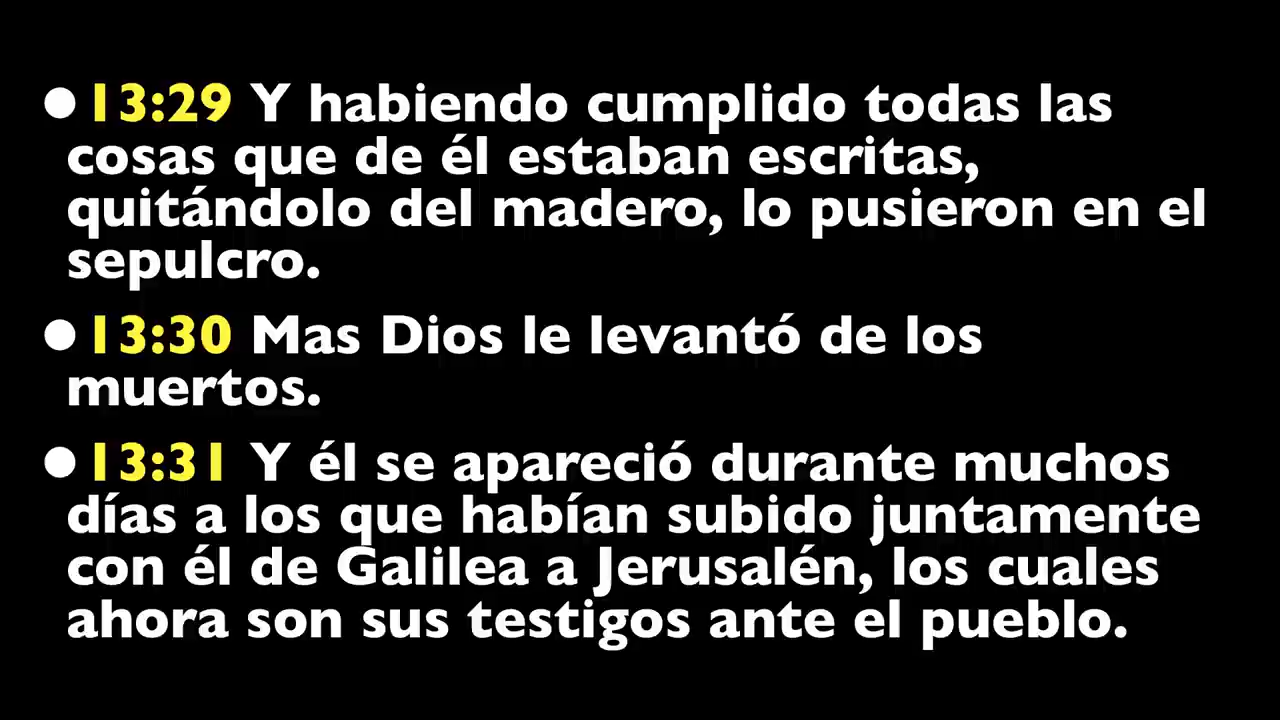 ●13:29 Y habiendo cumplido todas las
cosas que de él estaban escritas,
quitándolo del madero, lo pusieron en el
sepulcro.
●13:30 Mas Dios le levantó de los
muertos.
●13:31 Y él se apareció durante muchos
días a los que habían subido juntamente
con él de Galilea a Jerusalén, los cuales
ahora son sus testigos ante el pueblo.